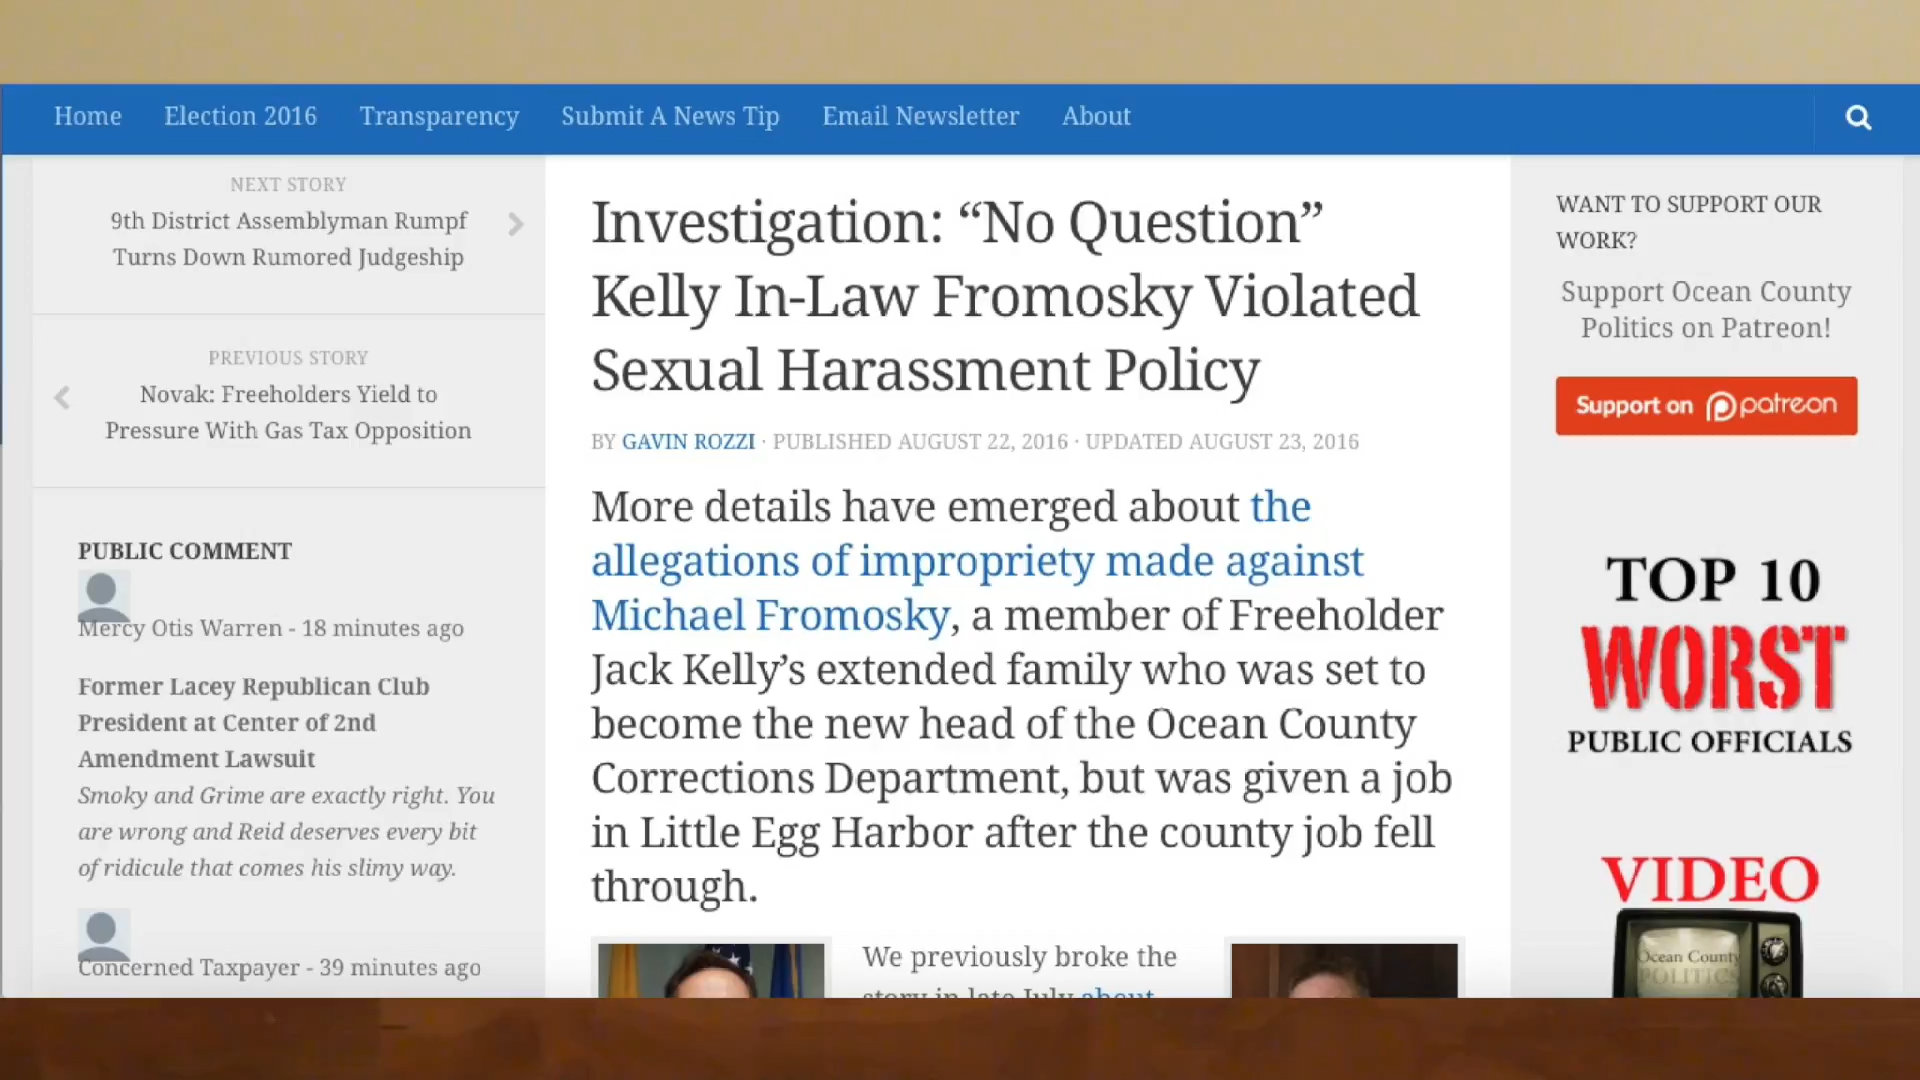 Home Election 2016 Transparency Submit A News Tip Email Newsletter About
NEXT STORY
9th District Assemblyman Rumpf
Turns Down Rumored Judgeship
PREVIOUS STORY
Novak: Freeholders Yield to
Pressure With Gas Tax Opposition
PUBLIC COMMENT
Mercy Otis Warren - 18 minutes ago
Former Lacey Republican Club
President at Center of 2nd
Amendment Lawsuit
Smoky and Grime are exactly right. You
are wrong and Reid deserves every bit
of ridicule that comes his slimy way.
Concerned Taxpayer - 39 minutes ago
Investigation: “No Question”
Kelly In-Law Fromosky Violated
Sexual Harassment Policy
BY GAVIN ROZZI · PUBLISHED AUGUST 22, 2016 · UPDATED AUGUST 23, 2016
More details have emerged about the
allegations of impropriety made against
Michael Fromosky, a member of Freeholder
Jack Kelly’s extended family who was set to
become the new head of the Ocean County
Corrections Department, but was given a job
in Little Egg Harbor after the county job fell
through.
We previously broke the
story in late July about
WANT TO SUPPORT OUR
WORK?
Support Ocean County
Politics on Patreon!
Support on patreon
TOP 10
WORST
PUBLIC OFFICIALS
VIDEO
Ocean County
POLITICS